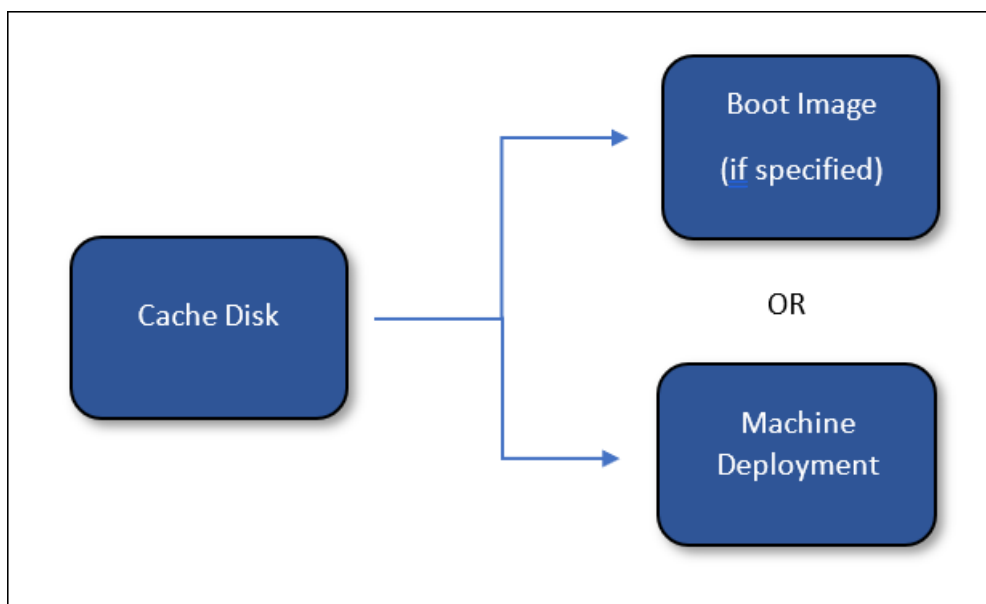 Boot Image
(if specified)
Cache Disk
OR
Machine
Deployment